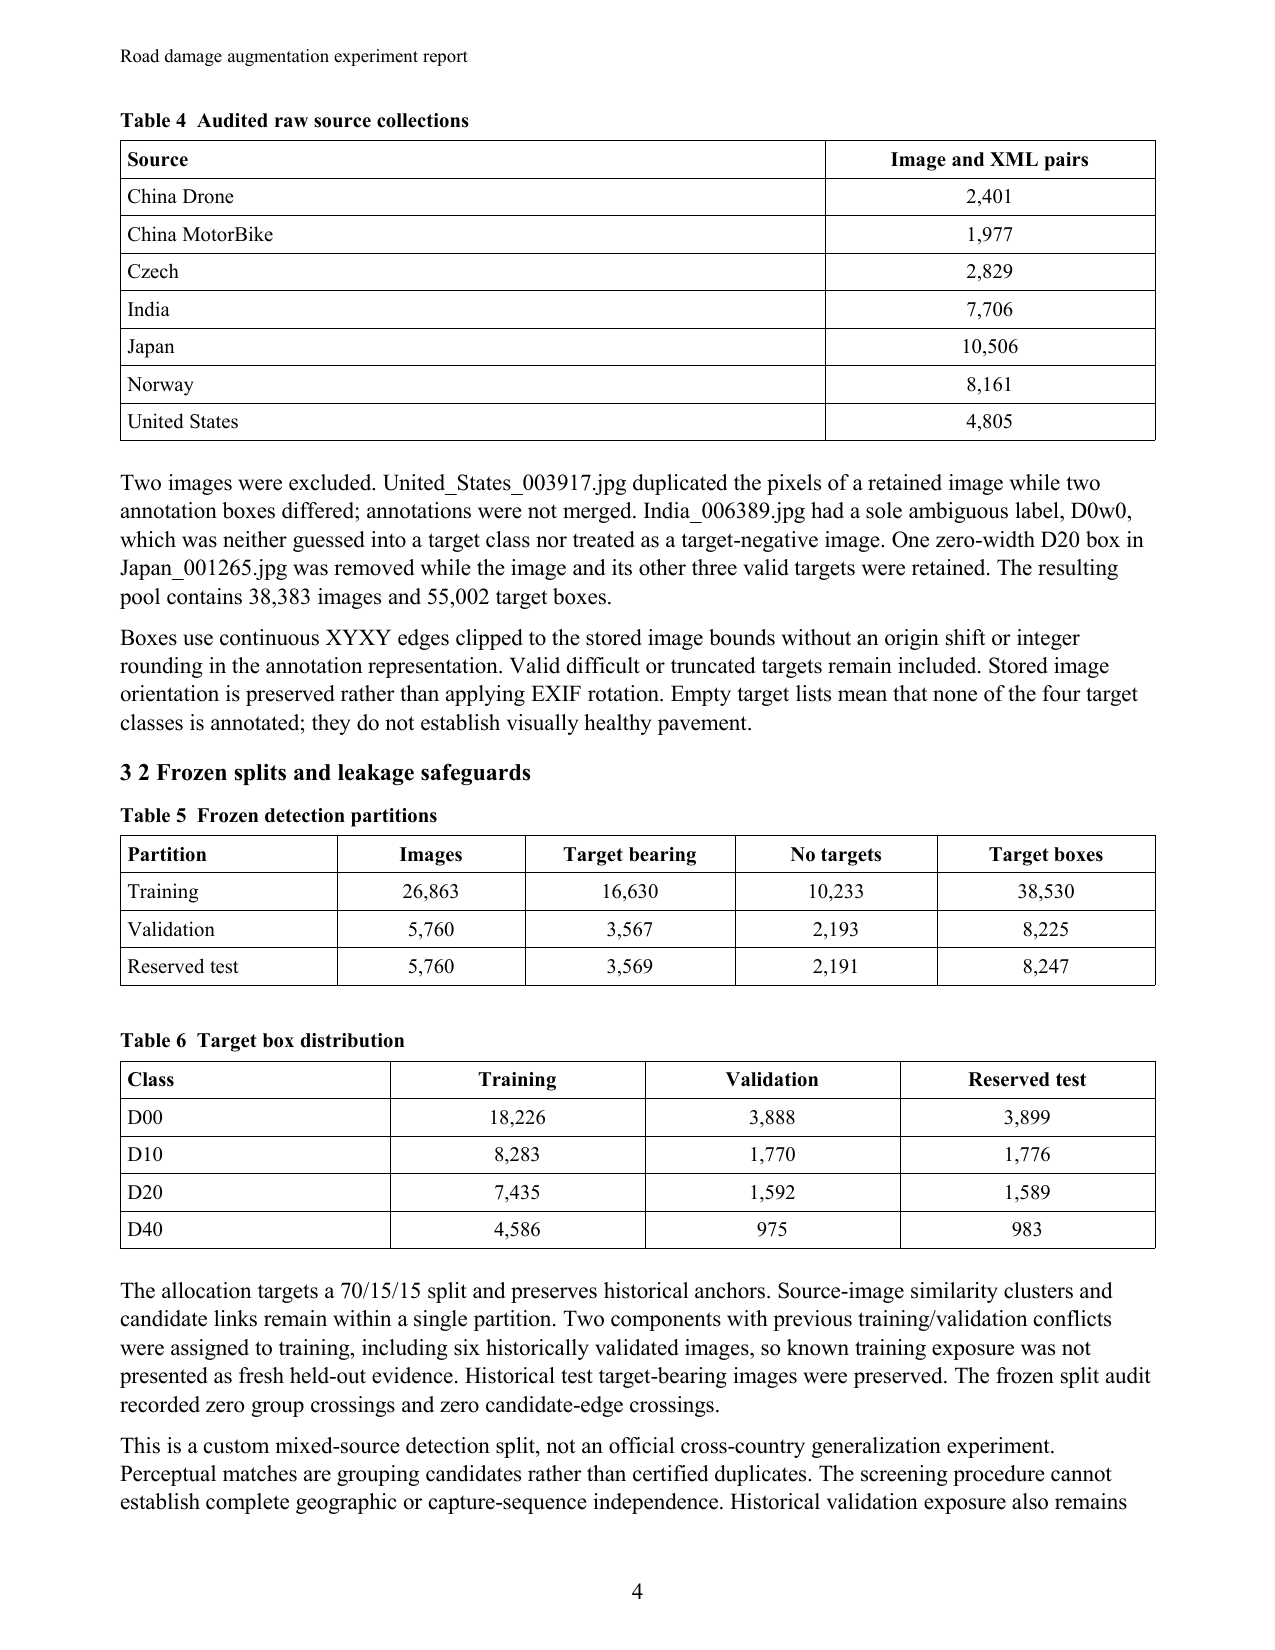 Road damage augmentation experiment report
Table 4 Audited raw source collections
Source Image and XML pairs
China Drone 2,401
China MotorBike 1,977
Czech 2,829
India 7,706
Japan 10,506
Norway 8,161
United States 4,805
Two images were excluded. United_States_003917.jpg duplicated the pixels of a retained image while two
annotation boxes differed; annotations were not merged. India_006389.jpg had a sole ambiguous label, D0w0,
which was neither guessed into a target class nor treated as a target-negative image. One zero-width D20 box in
Japan_001265.jpg was removed while the image and its other three valid targets were retained. The resulting
pool contains 38,383 images and 55,002 target boxes.
Boxes use continuous XYXY edges clipped to the stored image bounds without an origin shift or integer
rounding in the annotation representation. Valid difficult or truncated targets remain included. Stored image
orientation is preserved rather than applying EXIF rotation. Empty target lists mean that none of the four target
classes is annotated; they do not establish visually healthy pavement.
3 2 Frozen splits and leakage safeguards
Table 5 Frozen detection partitions
Partition Images Target bearing No targets Target boxes
Training 26,863 16,630 10,233 38,530
Validation 5,760 3,567 2,193 8,225
Reserved test 5,760 3,569 2,191 8,247
Table 6 Target box distribution
Class Training Validation Reserved test
D00 18,226 3,888 3,899
D10 8,283 1,770 1,776
D20 7,435 1,592 1,589
D40 4,586 975 983
The allocation targets a 70/15/15 split and preserves historical anchors. Source-image similarity clusters and
candidate links remain within a single partition. Two components with previous training/validation conflicts
were assigned to training, including six historically validated images, so known training exposure was not
presented as fresh held-out evidence. Historical test target-bearing images were preserved. The frozen split audit
recorded zero group crossings and zero candidate-edge crossings.
This is a custom mixed-source detection split, not an official cross-country generalization experiment.
Perceptual matches are grouping candidates rather than certified duplicates. The screening procedure cannot
establish complete geographic or capture-sequence independence. Historical validation exposure also remains
4